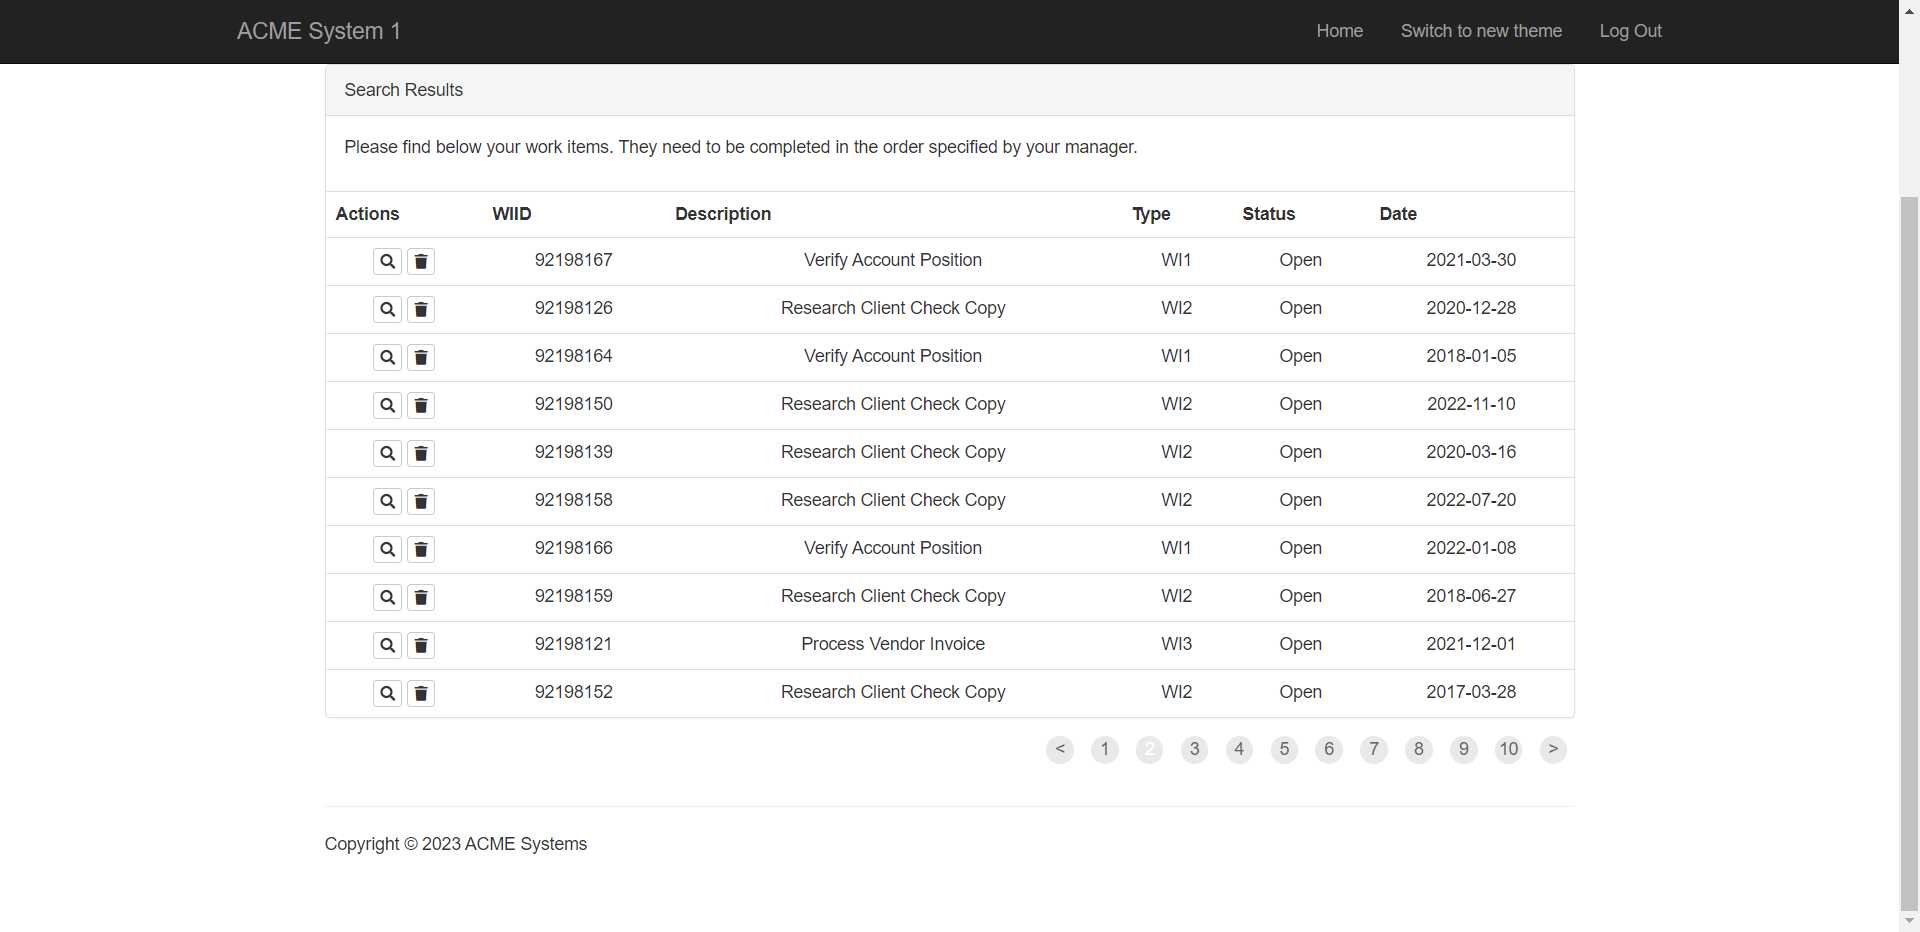 ACME System 1 Home Switch to new theme Log Out
Search Results
Please find below your work items. They need to be completed in the order specified by your manager.
Actions WIID Description Type Status Date
92198167 Verify Account Position WI1 Open 2021-03-30
92198126 Research Client Check Copy WI2 Open 2020-12-28
92198164 Verify Account Position WI1 Open 2018-01-05
92198150 Research Client Check Copy WI2 Open 2022-11-10
92198139 Research Client Check Copy WI2 Open 2020-03-16
92198158 Research Client Check Copy WI2 Open 2022-07-20
92198166 Verify Account Position WI1 Open 2022-01-08
92198159 Research Client Check Copy WI2 Open 2018-06-27
92198121 Process Vendor Invoice WI3 Open 2021-12-01
92198152 Research Client Check Copy WI2 Open 2017-03-28
< 1 2 3 4 5 6 7 8 9 10 >
Copyright © 2023 ACME Systems